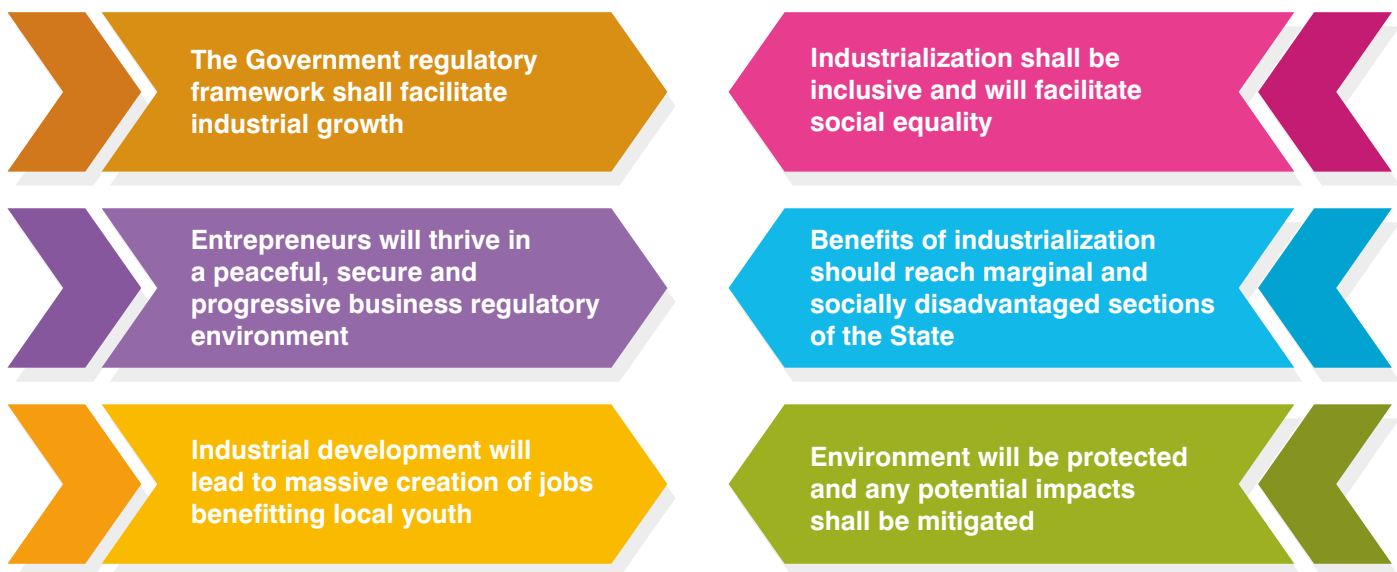 The Government regulatory
framework shall facilitate
industrial growth
Industrialization shall be
inclusive and will facilitate
social equality
Entrepreneurs will thrive in
a peaceful, secure and
progressive business regulatory
environment
Benefits of industrialization
should reach marginal and
socially disadvantaged sections
of the State
Industrial development will
lead to massive creation of jobs
benefitting local youth
Environment will be protected
and any potential impacts
shall be mitigated